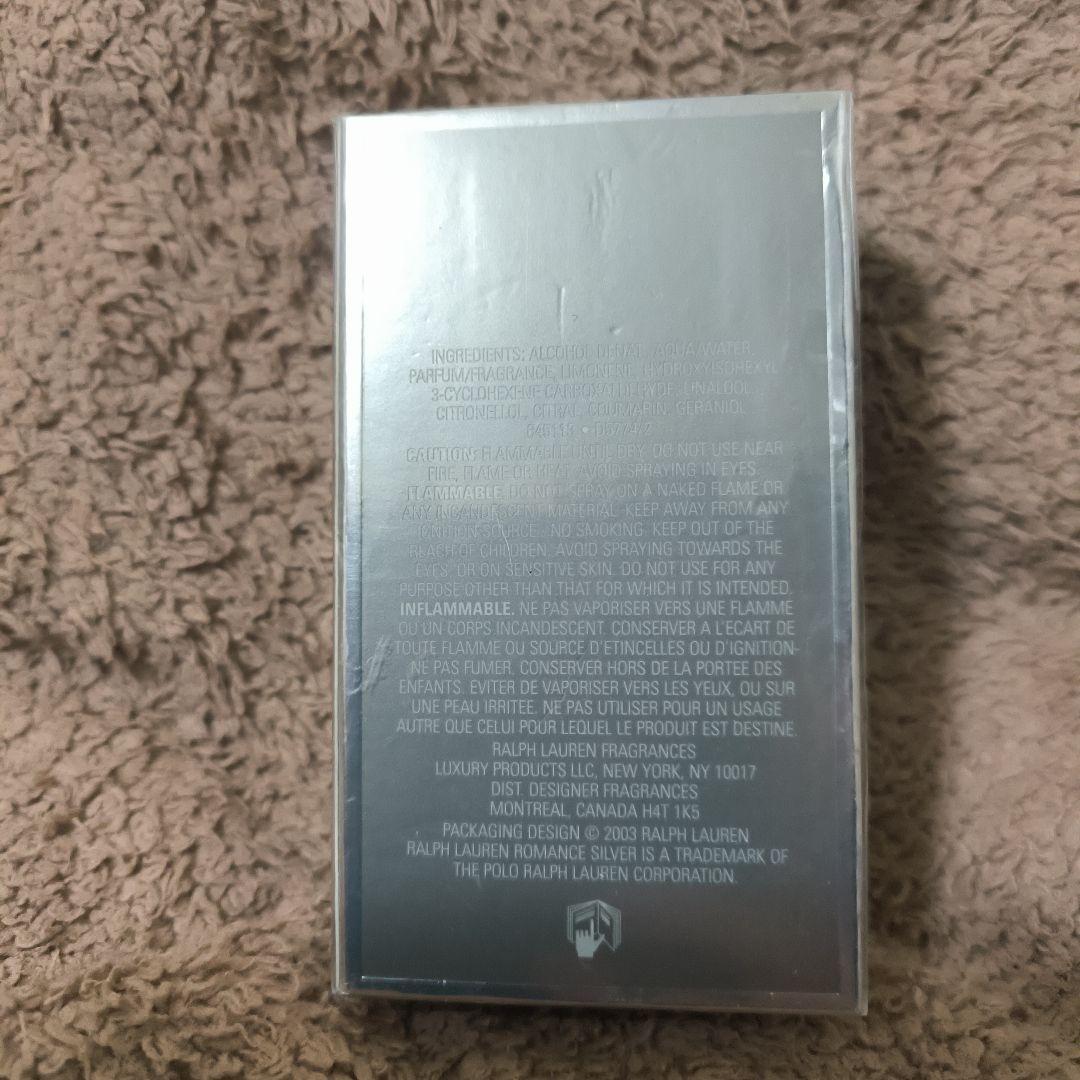 INGREDIENTS: ALCOHOL DENAT., AQUA/WATER,
PARFUM/FRAGRANCE, LIMONENE, HYDROXYISOHEXYL
3-CYCLOHEXENE CARBOXALDEHYDE, LINALOOL,
CITRONELLOL, CITRAL, COUMARIN, GERANIOL
• D5774/2
CAUTION: FLAMMABLE UNTIL DRY. DO NOT USE NEAR
FIRE, FLAME OR HEAT. AVOID SPRAYING IN EYES.
FLAMMABLE. DO NOT SPRAY ON A NAKED FLAME OR
ANY INCANDESCENT MATERIAL. KEEP AWAY FROM ANY
IGNITION SOURCE - NO SMOKING. KEEP OUT OF THE
REACH OF CHILDREN. AVOID SPRAYING TOWARDS THE
EYES, OR ON SENSITIVE SKIN. DO NOT USE FOR ANY
PURPOSE OTHER THAN THAT FOR WHICH IT IS INTENDED.
INFLAMMABLE. NE PAS VAPORISER VERS UNE FLAMME
OU UN CORPS INCANDESCENT. CONSERVER A L'ECART DE
TOUTE FLAMME OU SOURCE D'ETINCELLES OU D'IGNITION-
NE PAS FUMER. CONSERVER HORS DE LA PORTEE DES
ENFANTS. EVITER DE VAPORISER VERS LES YEUX, OU SUR
UNE PEAU IRRITEE. NE PAS UTILISER POUR UN USAGE
AUTRE QUE CELUI POUR LEQUEL LE PRODUIT EST DESTINE.
RALPH LAUREN FRAGRANCES
LUXURY PRODUCTS LLC, NEW YORK, NY 10017
DIST. DESIGNER FRAGRANCES
MONTREAL, CANADA H4T 1K5
PACKAGING DESIGN © 2003 RALPH LAUREN
RALPH LAUREN ROMANCE SILVER IS A TRADEMARK OF
THE POLO RALPH LAUREN CORPORATION.